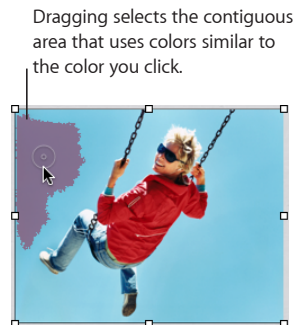 Dragging selects the contiguous
area that uses colors similar to
the color you click.